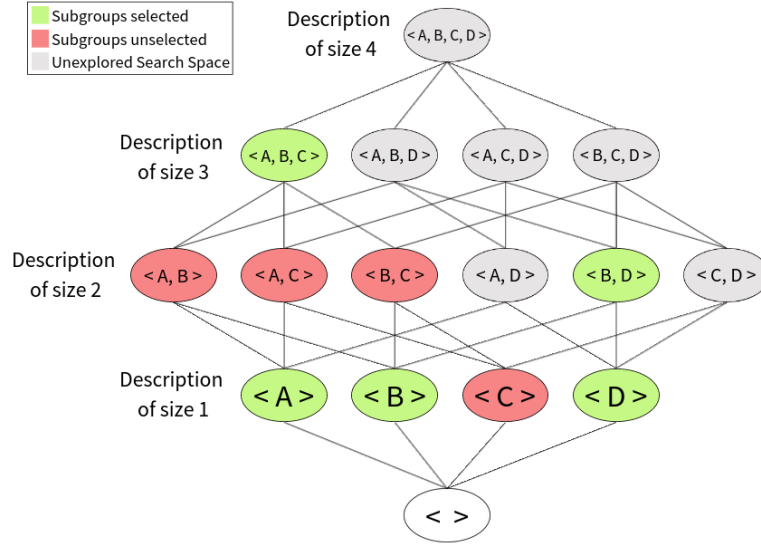 Subgroups selected
Subgroups unselected
Unexplored Search Space
Description
of size 4
< A, B, C, D >
Description
of size 3
< A, B, C >
< A, B, D >
< A, C, D >
< B, C, D >
Description
of size 2
< A, B >
< A, C >
< B, C >
< A, D >
< B, D >
< C, D >
Description
of size 1
< A >
< B >
< C >
< D >
< >